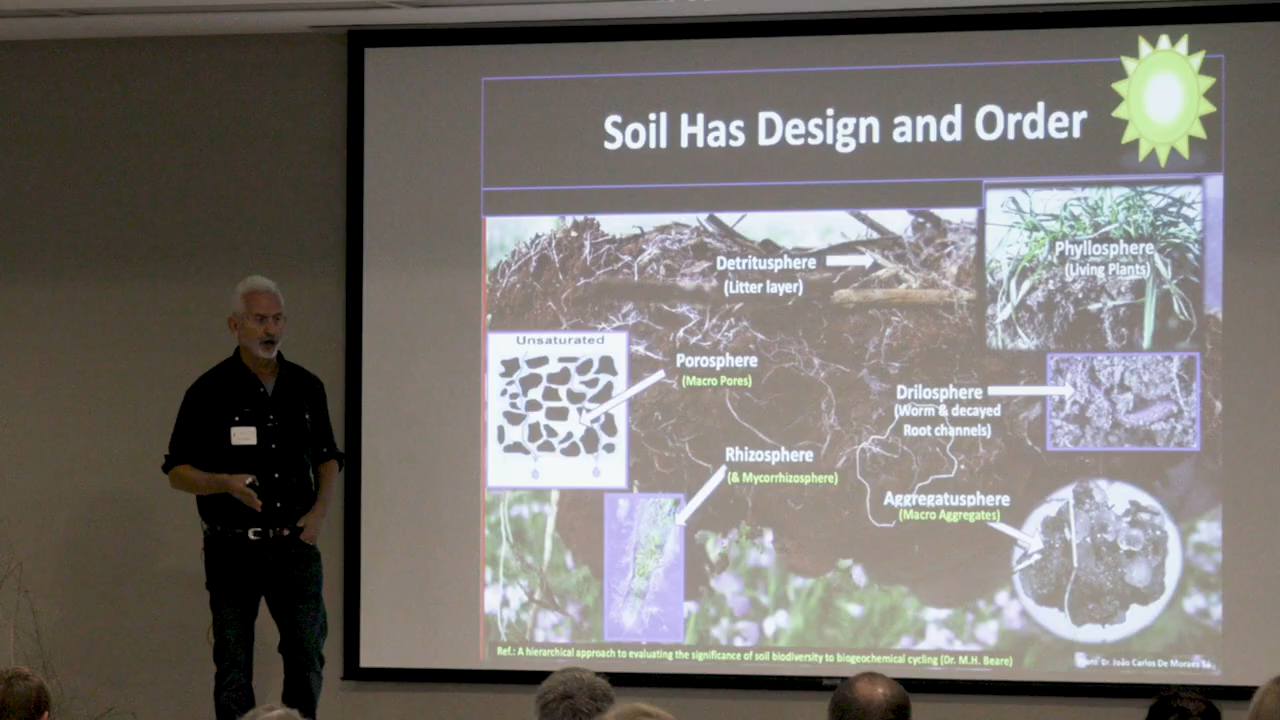 Soil Has Design and Order
Phyllosphere
(Living Plants)
Detritusphere
(Litter layer)
Unsaturated
Porosphere
(Macro Pores)
Drilosphere
(Worm & decayed
Root channels)
Rhizosphere
(& Mycorrhizosphere)
Aggregatusphere
(Macro Aggregates)
Ref.: A hierarchical approach to evaluating the significance of soil biodiversity to biogeochemical cycling (Dr. M.H. Beare)
Dr. João Carlos De Moraes Sá